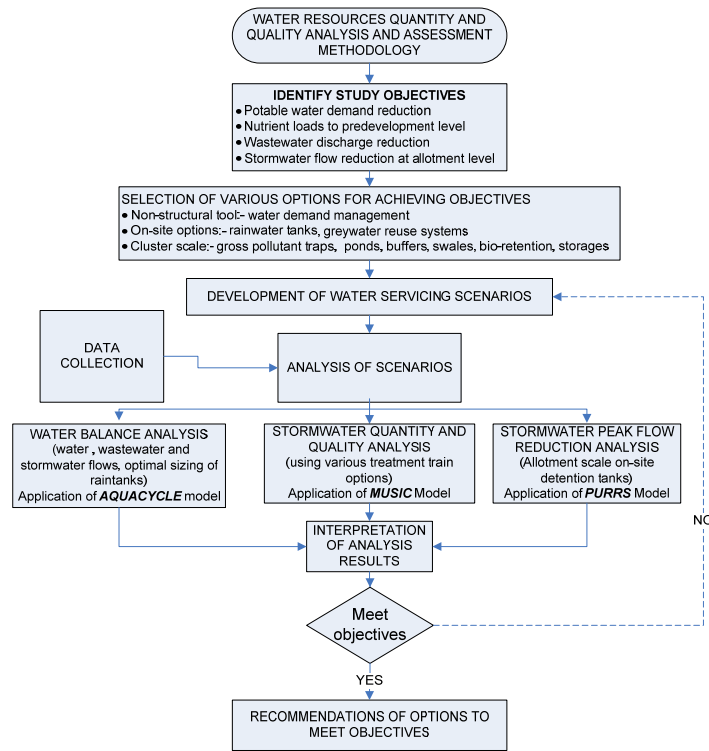 WATER RESOURCES QUANTITY AND
QUALITY ANALYSIS AND ASSESSMENT
METHODOLOGY
IDENTIFY STUDY OBJECTIVES
• Potable water demand reduction
• Nutrient loads to predevelopment level
• Wastewater discharge reduction
• Stormwater flow reduction at allotment level
SELECTION OF VARIOUS OPTIONS FOR ACHIEVING OBJECTIVES
• Non-structural tool:- water demand management
• On-site options:- rainwater tanks, greywater reuse systems
• Cluster scale:- gross pollutant traps, ponds, buffers, swales, bio-retention, storages
DEVELOPMENT OF WATER SERVICING SCENARIOS
DATA
COLLECTION
ANALYSIS OF SCENARIOS
WATER BALANCE ANALYSIS
(water , wastewater and
stormwater flows, optimal sizing of
raintanks)
Application of AQUACYCLE model
STORMWATER QUANTITY AND
QUALITY ANALYSIS
(using various treatment train
options)
Application of MUSIC Model
STORMWATER PEAK FLOW
REDUCTION ANALYSIS
(Allotment scale on-site
detention tanks)
Application of PURRS Model
NO
INTERPRETATION
OF ANALYSIS
RESULTS
Meet
objectives
YES
RECOMMENDATIONS OF OPTIONS TO
MEET OBJECTIVES